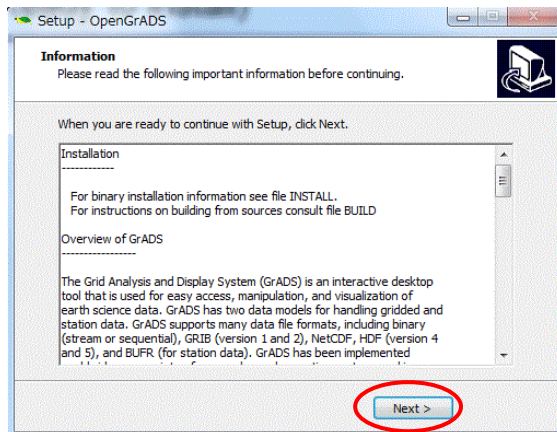 Setup - OpenGrADS
Information
Please read the following important information before continuing.
When you are ready to continue with Setup, click Next.
Installation
------------
For binary installation information see file INSTALL.
For instructions on building from sources consult file BUILD
Overview of GrADS
-----------------
The Grid Analysis and Display System (GrADS) is an interactive desktop
tool that is used for easy access, manipulation, and visualization of
earth science data. GrADS has two data models for handling gridded and
station data. GrADS supports many data file formats, including binary
(stream or sequential), GRIB (version 1 and 2), NetCDF, HDF (version 4
and 5), and BUFR (for station data). GrADS has been implemented
Next >